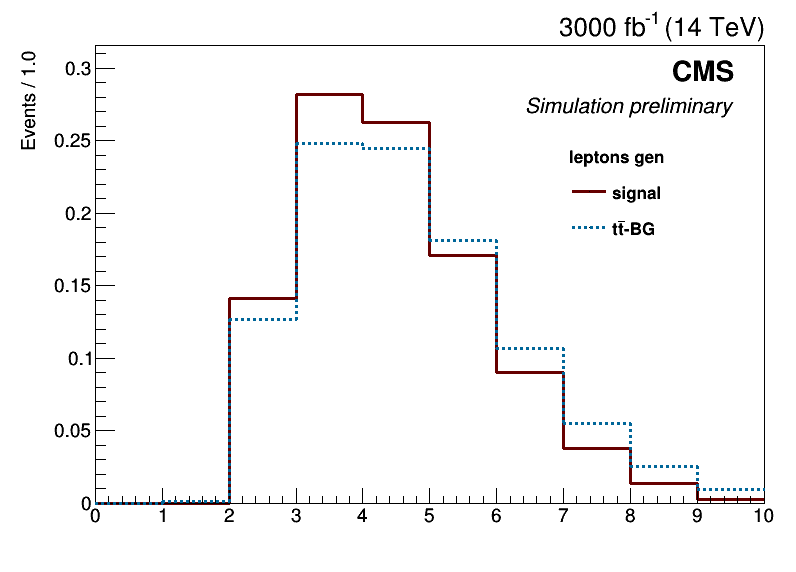 3000 fb⁻¹ (14 TeV)
Events / 1.0
CMS
Simulation preliminary
leptons gen
signal
tt̄-BG
0.3
0.25
0.2
0.15
0.1
0.05
0
0 1 2 3 4 5 6 7 8 9 10